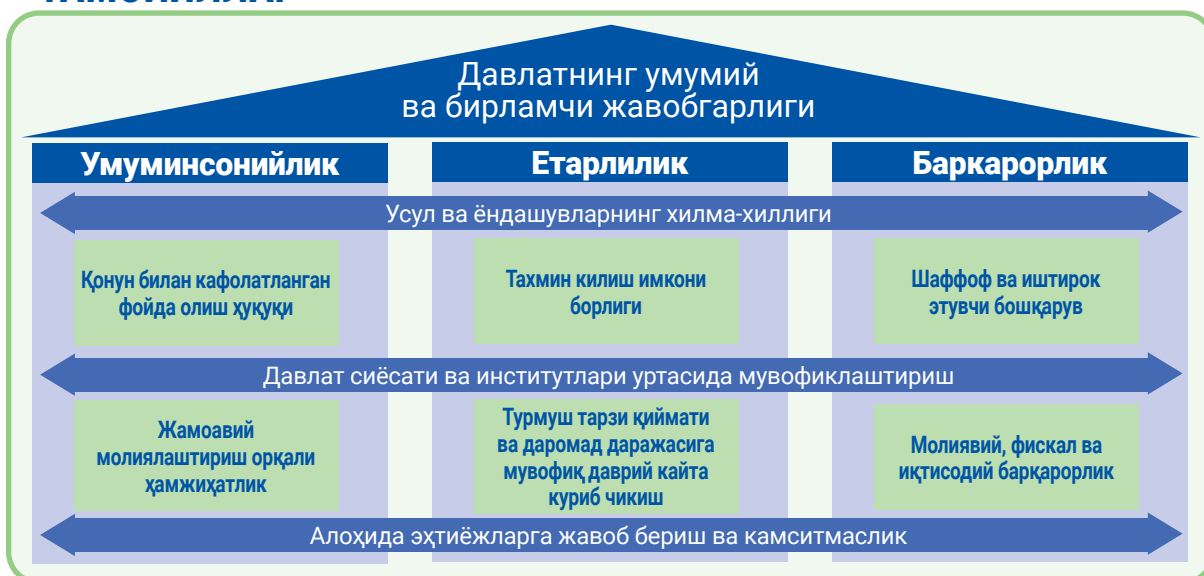 Давлатнинг умумий
ва бирламчи жавобгарлиги
Умуминсонийлик
Етарлилик
Баркарорлик
Усул ва ёндашувларнинг хилма-хиллиги
Қонун билан кафолатланган
фойда олиш ҳуқуқи
Тахмин килиш имкони
борлиги
Шаффоф ва иштирок
этувчи бошқарув
Давлат сиёсати ва институтлари уртасида мувофиклаштириш
Жамоавий
молиялаштириш орқали
ҳамжиҳатлик
Турмуш тарзи қиймати
ва даромад даражасига
мувофиқ даврий кайта
куриб чикиш
Молиявий, фискал ва
иқтисодий барқарорлик
Алоҳида эҳтиёжларга жавоб бериш ва камситмаслик